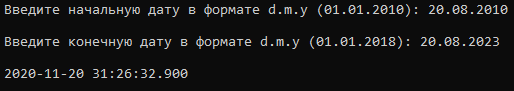 Введите начальную дату в формате d.m.y (01.01.2010): 20.08.2010
Введите конечную дату в формате d.m.y (01.01.2018): 20.08.2023
2020-11-20 31:26:32.900